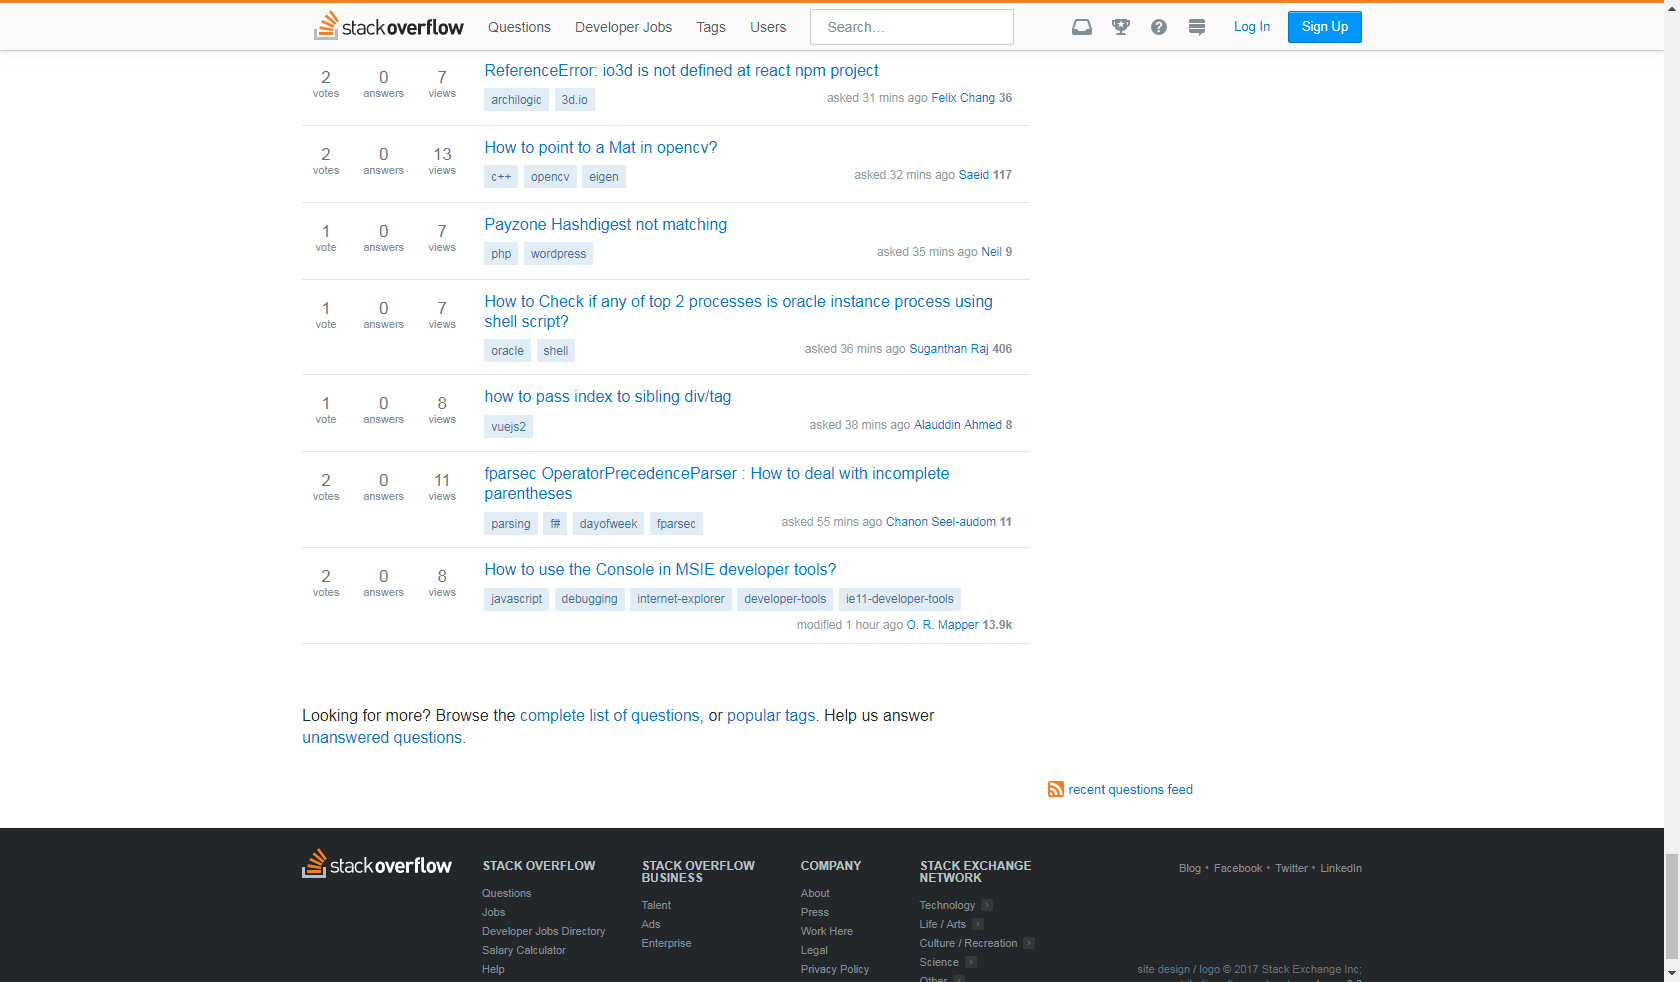 stackoverflow Questions Developer Jobs Tags Users Search... Log In Sign Up
2 0 7 ReferenceError: io3d is not defined at react npm project
votes answers views
archilogic 3d.io asked 31 mins ago Felix Chang 36
2 0 13 How to point to a Mat in opencv?
votes answers views
c++ opencv eigen asked 32 mins ago Saeid 117
1 0 7 Payzone Hashdigest not matching
vote answers views
php wordpress asked 35 mins ago Neil 9
1 0 7 How to Check if any of top 2 processes is oracle instance process using
vote answers views shell script?
oracle shell asked 36 mins ago Suganthan Raj 406
1 0 8 how to pass index to sibling div/tag
vote answers views
vuejs2 asked 38 mins ago Alauddin Ahmed 8
2 0 11 fparsec OperatorPrecedenceParser : How to deal with incomplete
votes answers views parentheses
parsing f# dayofweek fparsec asked 55 mins ago Chanon Seel-audom 11
2 0 8 How to use the Console in MSIE developer tools?
votes answers views
javascript debugging internet-explorer developer-tools ie11-developer-tools
modified 1 hour ago O. R. Mapper 13.9k
Looking for more? Browse the complete list of questions, or popular tags. Help us answer
unanswered questions.
recent questions feed
stackoverflow
STACK OVERFLOW
Questions
Jobs
Developer Jobs Directory
Salary Calculator
Help
STACK OVERFLOW
BUSINESS
Talent
Ads
Enterprise
COMPANY
About
Press
Work Here
Legal
Privacy Policy
STACK EXCHANGE
NETWORK
Technology
Life / Arts
Culture / Recreation
Science
Other
Blog • Facebook • Twitter • LinkedIn
site design / logo © 2017 Stack Exchange Inc;